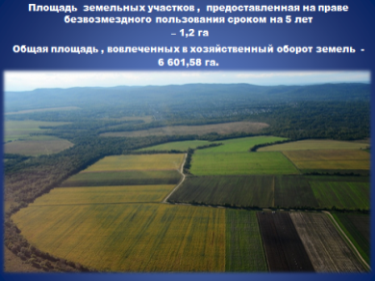 Площадь земельных участков , предоставленная на праве
безвозмездного пользования сроком на 5 лет
– 1,2 га
Общая площадь , вовлеченных в хозяйственный оборот земель -
6 601,58 га.